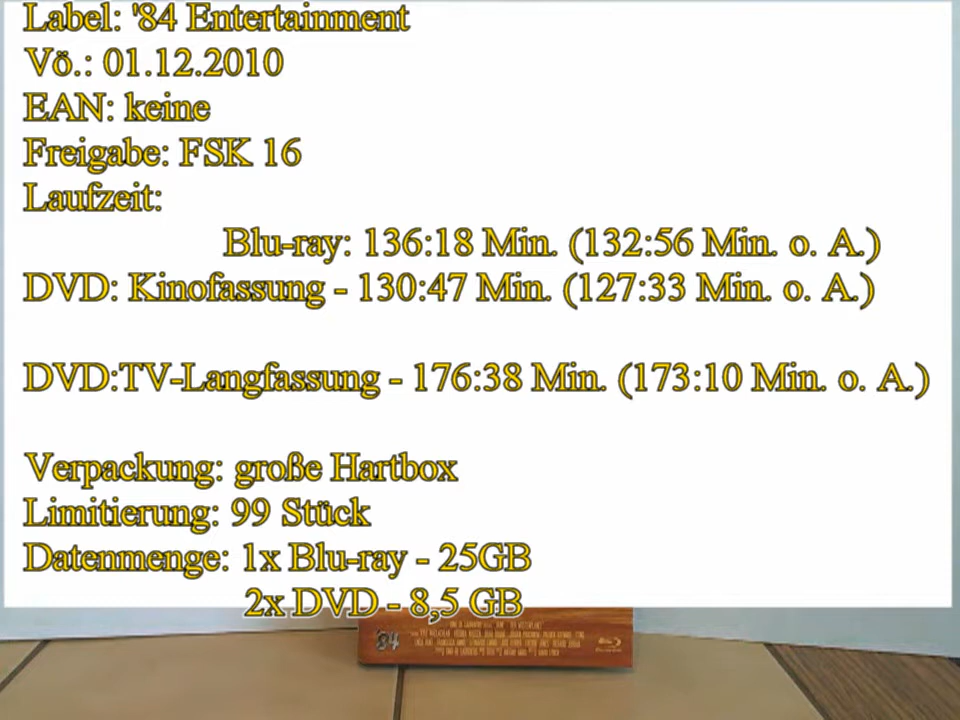 Label: '84 Entertainment
Vö.: 01.12.2010
EAN: keine
Freigabe: FSK 16
Laufzeit:
Blu-ray: 136:18 Min. (132:56 Min. o. A.)
DVD: Kinofassung - 130:47 Min. (127:33 Min. o. A.)
DVD:TV-Langfassung - 176:38 Min. (173:10 Min. o. A.)
Verpackung: große Hartbox
Limitierung: 99 Stück
Datenmenge: 1x Blu-ray - 25GB
2x DVD - 8,5 GB
'84